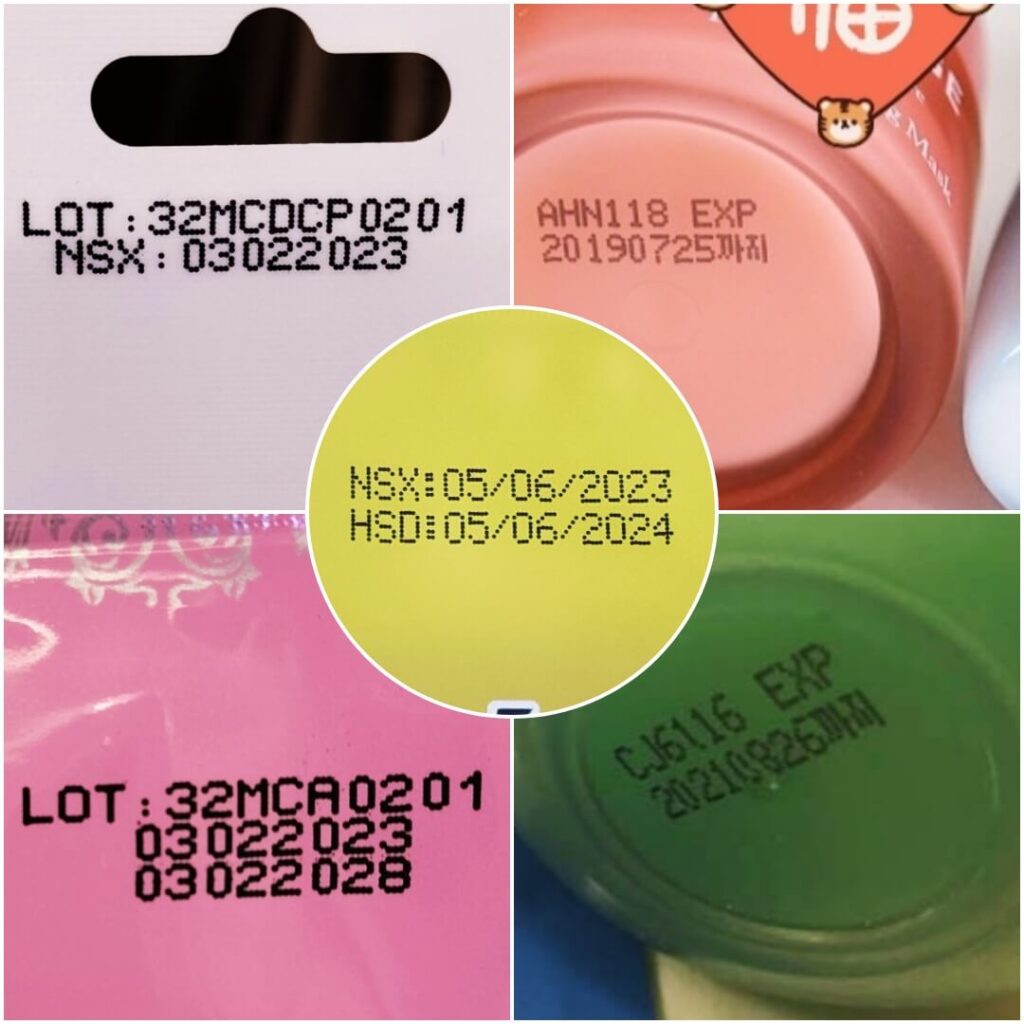 LOT:32MCDCP0201
NSX:03022023
福
g Mask
AHN118 EXP
20190725까지
NSX:05/06/2023
HSD:05/06/2024
LOT:32MCA0201
03022023
03022028
CJ6116 EXP
20210826까지